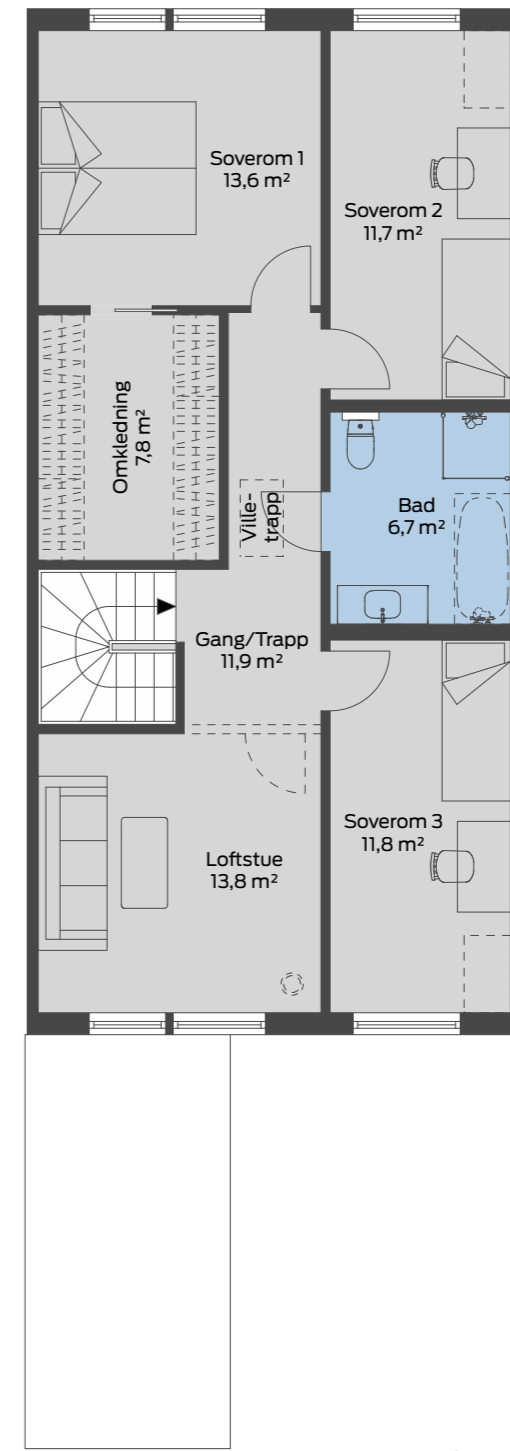 Soverom 1
13,6 m²
Soverom 2
11,7 m²
Omkledning
7,8 m²
Ville-
trapp
Bad
6,7 m²
Gang/Trapp
11,9 m²
Soverom 3
11,8 m²
Loftstue
13,8 m²